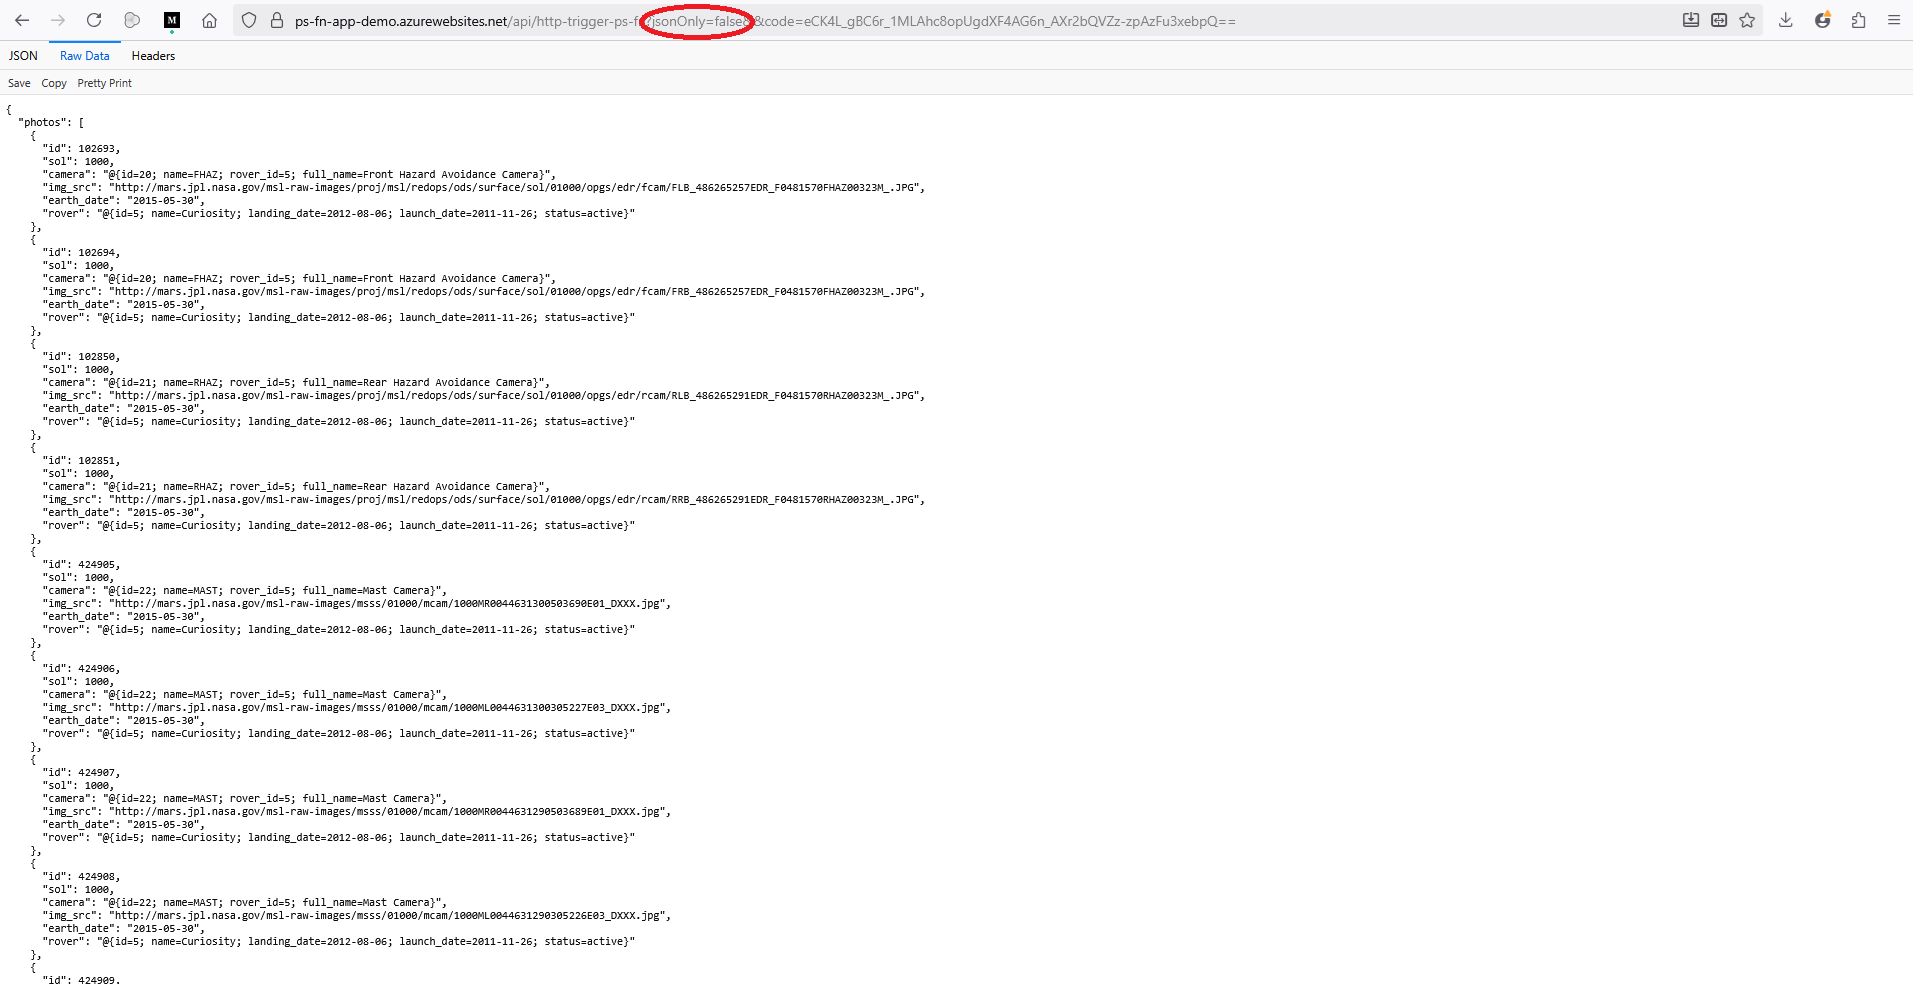 M
ps-fn-app-demo.azurewebsites.net/api/http-trigger-ps-f ?jsonOnly=false& &code=eCK4L_gBC6r_1MLAhc8opUgdXF4AG6n_AXr2bQVZz-zpAzFu3xebpQ==
JSON Raw Data Headers
Save Copy Pretty Print
{
  "photos": [
    {
      "id": 102693,
      "sol": 1000,
      "camera": "@{id=20; name=FHAZ; rover_id=5; full_name=Front Hazard Avoidance Camera}",
      "img_src": "http://mars.jpl.nasa.gov/msl-raw-images/proj/msl/redops/ods/surface/sol/01000/opgs/edr/fcam/FLB_486265257EDR_F0481570FHAZ00323M_.JPG",
      "earth_date": "2015-05-30",
      "rover": "@{id=5; name=Curiosity; landing_date=2012-08-06; launch_date=2011-11-26; status=active}"
    },
    {
      "id": 102694,
      "sol": 1000,
      "camera": "@{id=20; name=FHAZ; rover_id=5; full_name=Front Hazard Avoidance Camera}",
      "img_src": "http://mars.jpl.nasa.gov/msl-raw-images/proj/msl/redops/ods/surface/sol/01000/opgs/edr/fcam/FRB_486265257EDR_F0481570FHAZ00323M_.JPG",
      "earth_date": "2015-05-30",
      "rover": "@{id=5; name=Curiosity; landing_date=2012-08-06; launch_date=2011-11-26; status=active}"
    },
    {
      "id": 102850,
      "sol": 1000,
      "camera": "@{id=21; name=RHAZ; rover_id=5; full_name=Rear Hazard Avoidance Camera}",
      "img_src": "http://mars.jpl.nasa.gov/msl-raw-images/proj/msl/redops/ods/surface/sol/01000/opgs/edr/rcam/RLB_486265291EDR_F0481570RHAZ00323M_.JPG",
      "earth_date": "2015-05-30",
      "rover": "@{id=5; name=Curiosity; landing_date=2012-08-06; launch_date=2011-11-26; status=active}"
    },
    {
      "id": 102851,
      "sol": 1000,
      "camera": "@{id=21; name=RHAZ; rover_id=5; full_name=Rear Hazard Avoidance Camera}",
      "img_src": "http://mars.jpl.nasa.gov/msl-raw-images/proj/msl/redops/ods/surface/sol/01000/opgs/edr/rcam/RRB_486265291EDR_F0481570RHAZ00323M_.JPG",
      "earth_date": "2015-05-30",
      "rover": "@{id=5; name=Curiosity; landing_date=2012-08-06; launch_date=2011-11-26; status=active}"
    },
    {
      "id": 424905,
      "sol": 1000,
      "camera": "@{id=22; name=MAST; rover_id=5; full_name=Mast Camera}",
      "img_src": "http://mars.jpl.nasa.gov/msl-raw-images/msss/01000/mcam/1000MR0044631300503690E01_DXXX.jpg",
      "earth_date": "2015-05-30",
      "rover": "@{id=5; name=Curiosity; landing_date=2012-08-06; launch_date=2011-11-26; status=active}"
    },
    {
      "id": 424906,
      "sol": 1000,
      "camera": "@{id=22; name=MAST; rover_id=5; full_name=Mast Camera}",
      "img_src": "http://mars.jpl.nasa.gov/msl-raw-images/msss/01000/mcam/1000ML0044631300305227E03_DXXX.jpg",
      "earth_date": "2015-05-30",
      "rover": "@{id=5; name=Curiosity; landing_date=2012-08-06; launch_date=2011-11-26; status=active}"
    },
    {
      "id": 424907,
      "sol": 1000,
      "camera": "@{id=22; name=MAST; rover_id=5; full_name=Mast Camera}",
      "img_src": "http://mars.jpl.nasa.gov/msl-raw-images/msss/01000/mcam/1000MR0044631290503689E01_DXXX.jpg",
      "earth_date": "2015-05-30",
      "rover": "@{id=5; name=Curiosity; landing_date=2012-08-06; launch_date=2011-11-26; status=active}"
    },
    {
      "id": 424908,
      "sol": 1000,
      "camera": "@{id=22; name=MAST; rover_id=5; full_name=Mast Camera}",
      "img_src": "http://mars.jpl.nasa.gov/msl-raw-images/msss/01000/mcam/1000ML0044631290305226E03_DXXX.jpg",
      "earth_date": "2015-05-30",
      "rover": "@{id=5; name=Curiosity; landing_date=2012-08-06; launch_date=2011-11-26; status=active}"
    },
    {
      "id": 424909,